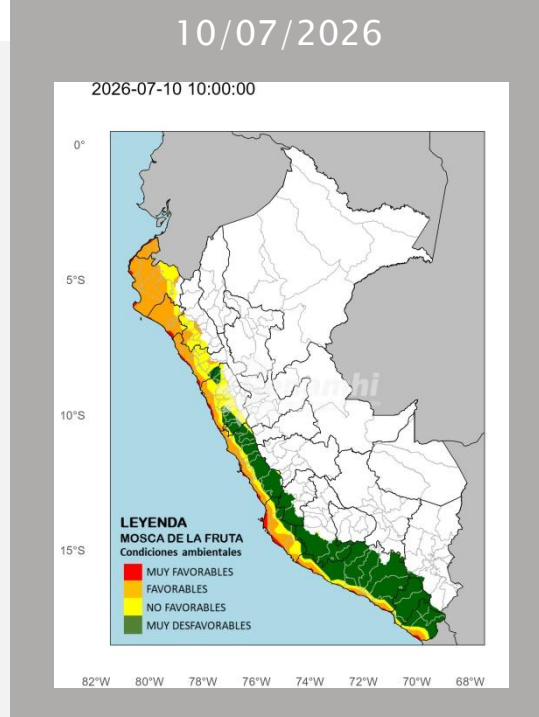 10/07/2026
2026-07-10 10:00:00
0°
5°S
10°S
15°S
LEYENDA
MOSCA DE LA FRUTA
Condiciones ambientales
MUY FAVORABLES
FAVORABLES
NO FAVORABLES
MUY DESFAVORABLES
82°W 80°W 78°W 76°W 74°W 72°W 70°W 68°W